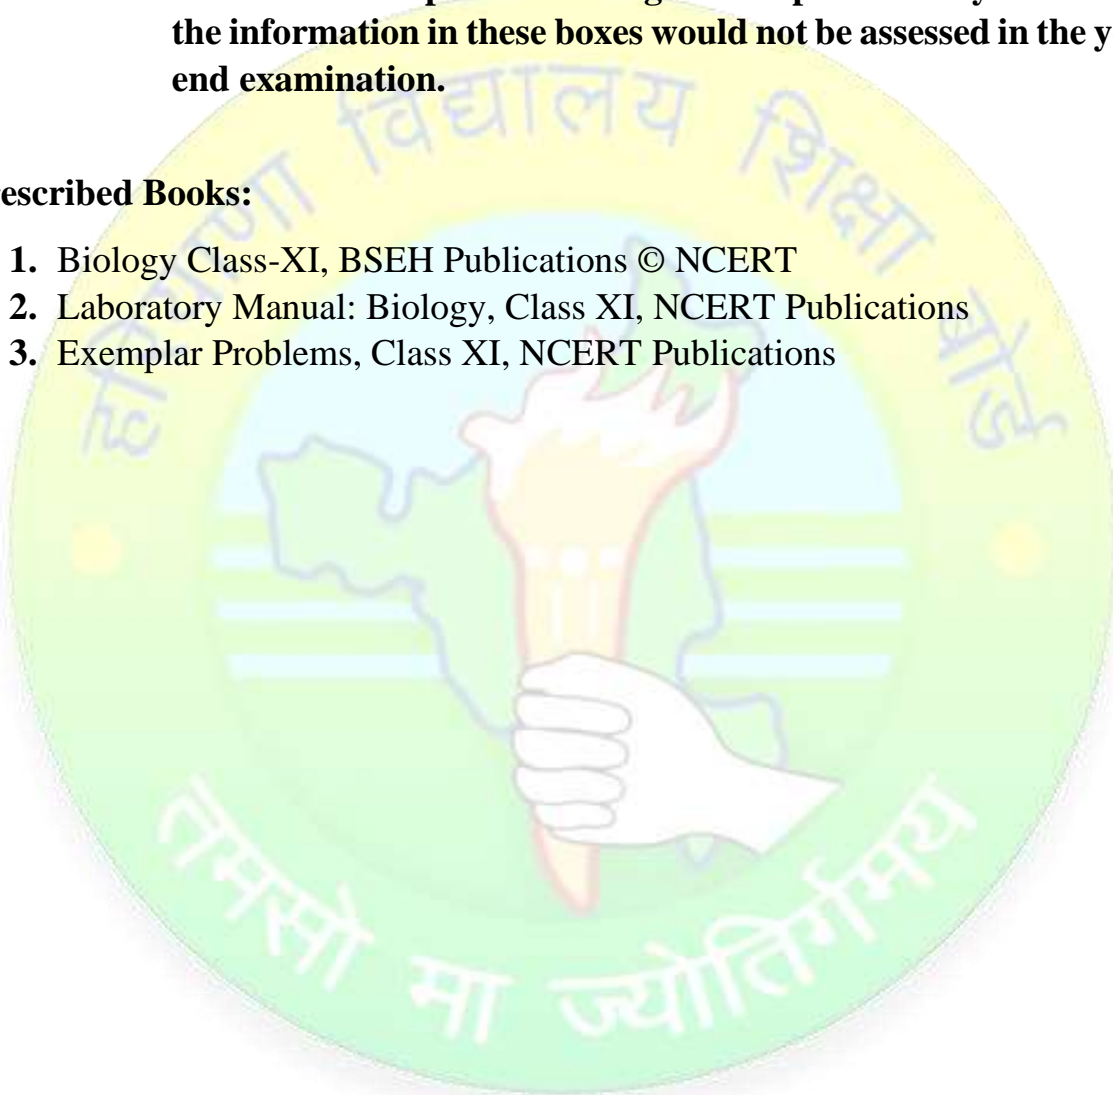 the information in these boxes would not be assessed in the y
end examination.
escribed Books:
1. Biology Class-XI, BSEH Publications © NCERT
2. Laboratory Manual: Biology, Class XI, NCERT Publications
3. Exemplar Problems, Class XI, NCERT Publications
हरियाणा विद्यालय शिक्षा बोर्ड
तमसो मा ज्योतिर्गमय